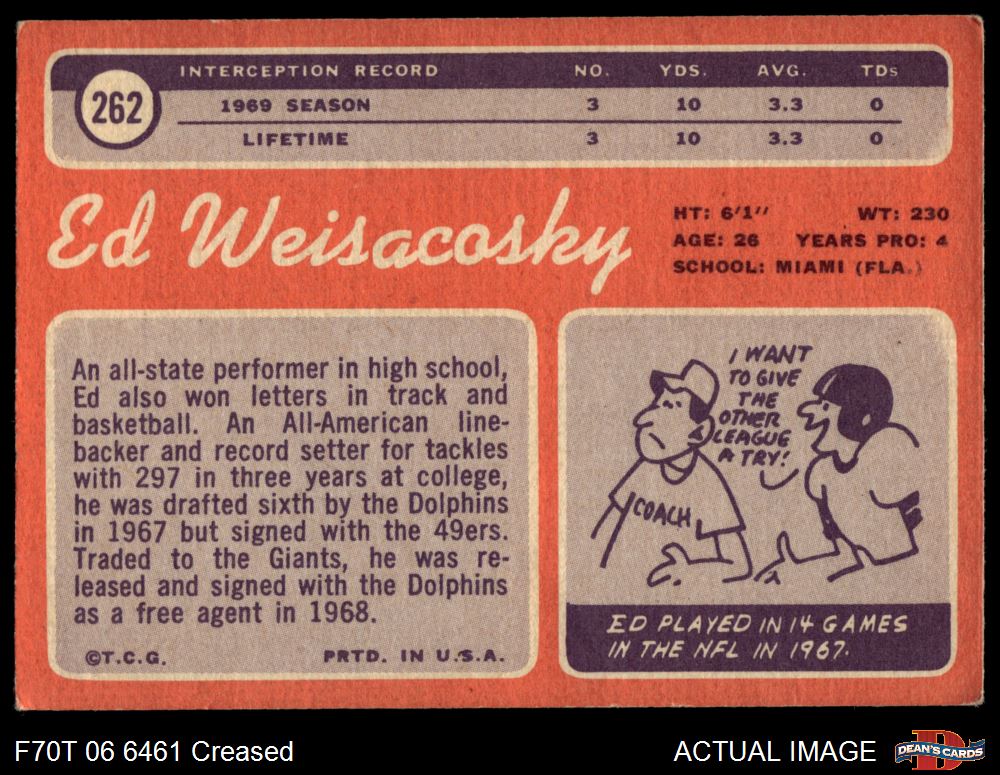 262
INTERCEPTION RECORD NO. YDS. AVG. TDs
1969 SEASON 3 10 3.3 0
LIFETIME 3 10 3.3 0
Ed Weisacosky
HT: 6'1" WT: 230
AGE: 26 YEARS PRO: 4
SCHOOL: MIAMI (FLA.)
An all-state performer in high school,
Ed also won letters in track and
basketball. An All-American line-
backer and record setter for tackles
with 297 in three years at college,
he was drafted sixth by the Dolphins
in 1967 but signed with the 49ers.
Traded to the Giants, he was re-
leased and signed with the Dolphins
as a free agent in 1968.
©T.C.G. PRTD. IN U.S.A.
I WANT
TO GIVE
THE
OTHER
LEAGUE
A TRY!
COACH
ED PLAYED IN 14 GAMES
IN THE NFL IN 1967.
F70T 06 6461 Creased
ACTUAL IMAGE
DEAN'S CARDS